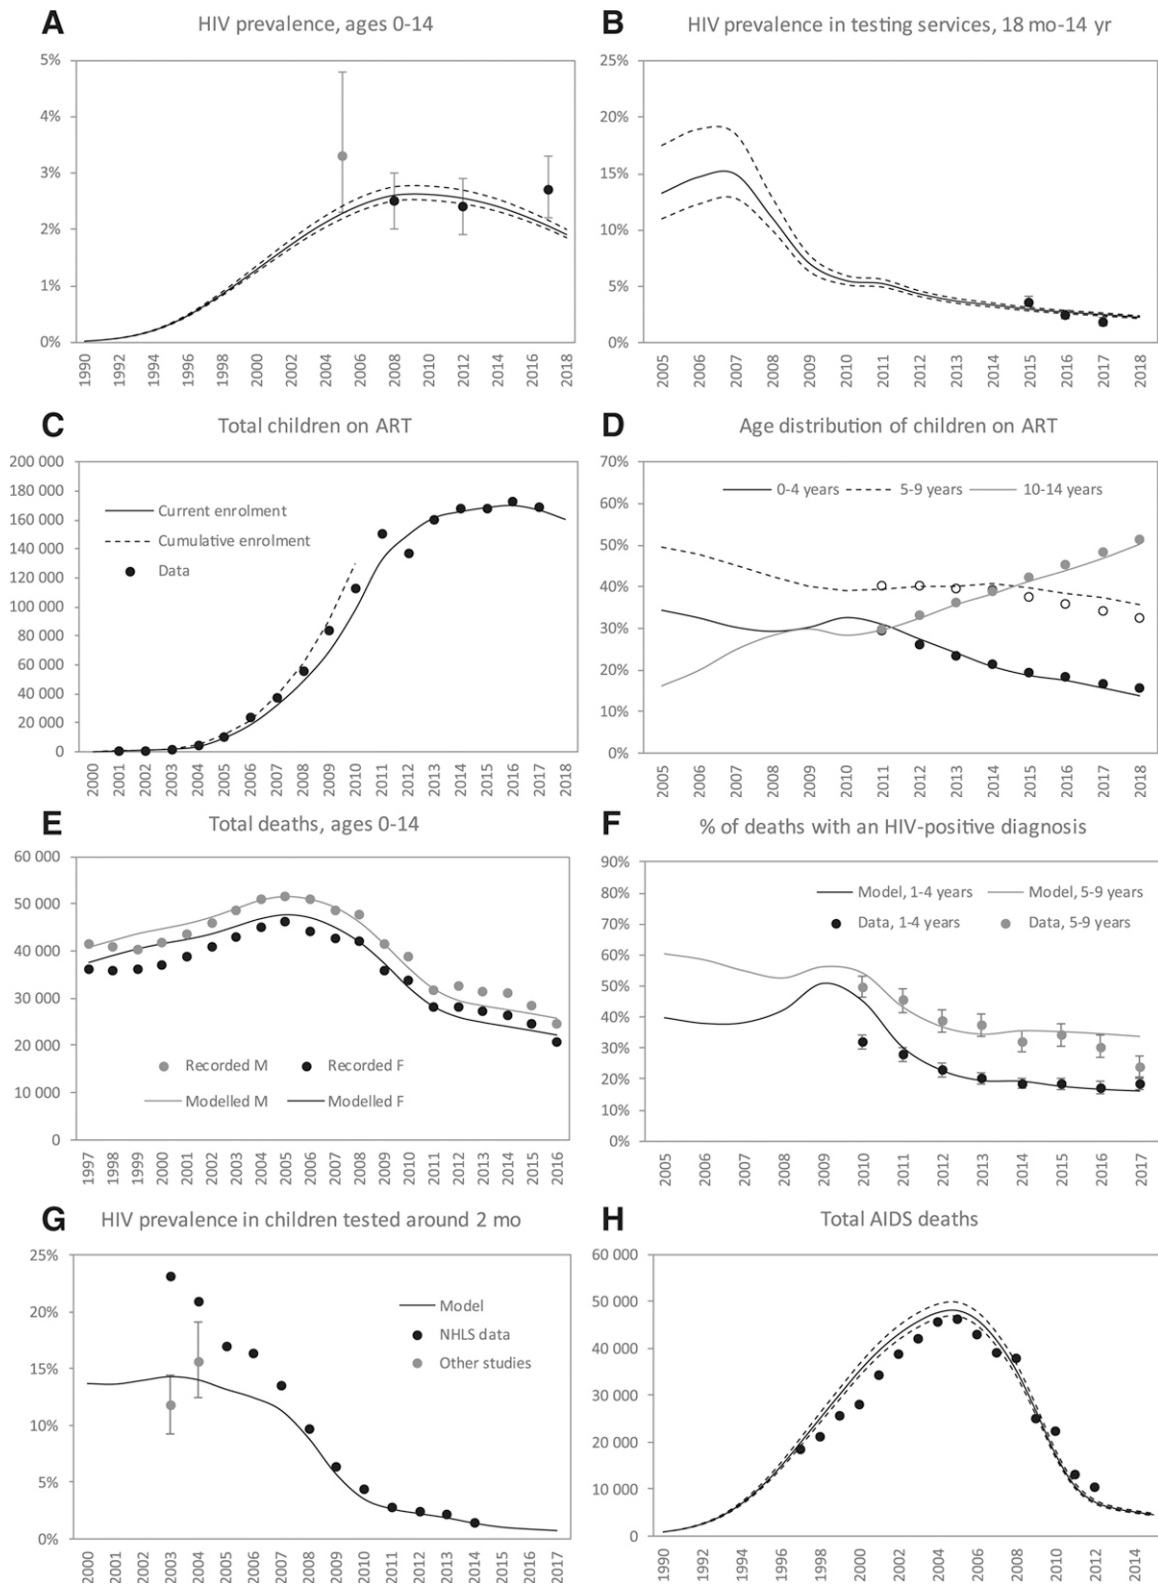 A HIV prevalence, ages 0-14
5%
4%
3%
2%
1%
0%
1990 1992 1994 1996 1998 2000 2002 2004 2006 2008 2010 2012 2014 2016 2018
B HIV prevalence in testing services, 18 mo-14 yr
25%
20%
15%
10%
5%
0%
2005 2006 2007 2008 2009 2010 2011 2012 2013 2014 2015 2016 2017 2018
C Total children on ART
200 000
180 000
160 000
140 000
120 000
100 000
80 000
60 000
40 000
20 000
0
Current enrolment
Cumulative enrolment
Data
2000 2001 2002 2003 2004 2005 2006 2007 2008 2009 2010 2011 2012 2013 2014 2015 2016 2017 2018
D Age distribution of children on ART
70%
60%
50%
40%
30%
20%
10%
0%
0-4 years 5-9 years 10-14 years
2005 2006 2007 2008 2009 2010 2011 2012 2013 2014 2015 2016 2017 2018
E Total deaths, ages 0-14
60 000
50 000
40 000
30 000
20 000
10 000
0
Recorded M Recorded F
Modelled M Modelled F
1997 1998 1999 2000 2001 2002 2003 2004 2005 2006 2007 2008 2009 2010 2011 2012 2013 2014 2015 2016
F % of deaths with an HIV-positive diagnosis
90%
80%
70%
60%
50%
40%
30%
20%
10%
0%
Model, 1-4 years Model, 5-9 years
Data, 1-4 years Data, 5-9 years
2005 2006 2007 2008 2009 2010 2011 2012 2013 2014 2015 2016 2017
G HIV prevalence in children tested around 2 mo
25%
20%
15%
10%
5%
0%
Model
NHLS data
Other studies
2000 2001 2002 2003 2004 2005 2006 2007 2008 2009 2010 2011 2012 2013 2014 2015 2016 2017
H Total AIDS deaths
60 000
50 000
40 000
30 000
20 000
10 000
0
1990 1992 1994 1996 1998 2000 2002 2004 2006 2008 2010 2012 2014